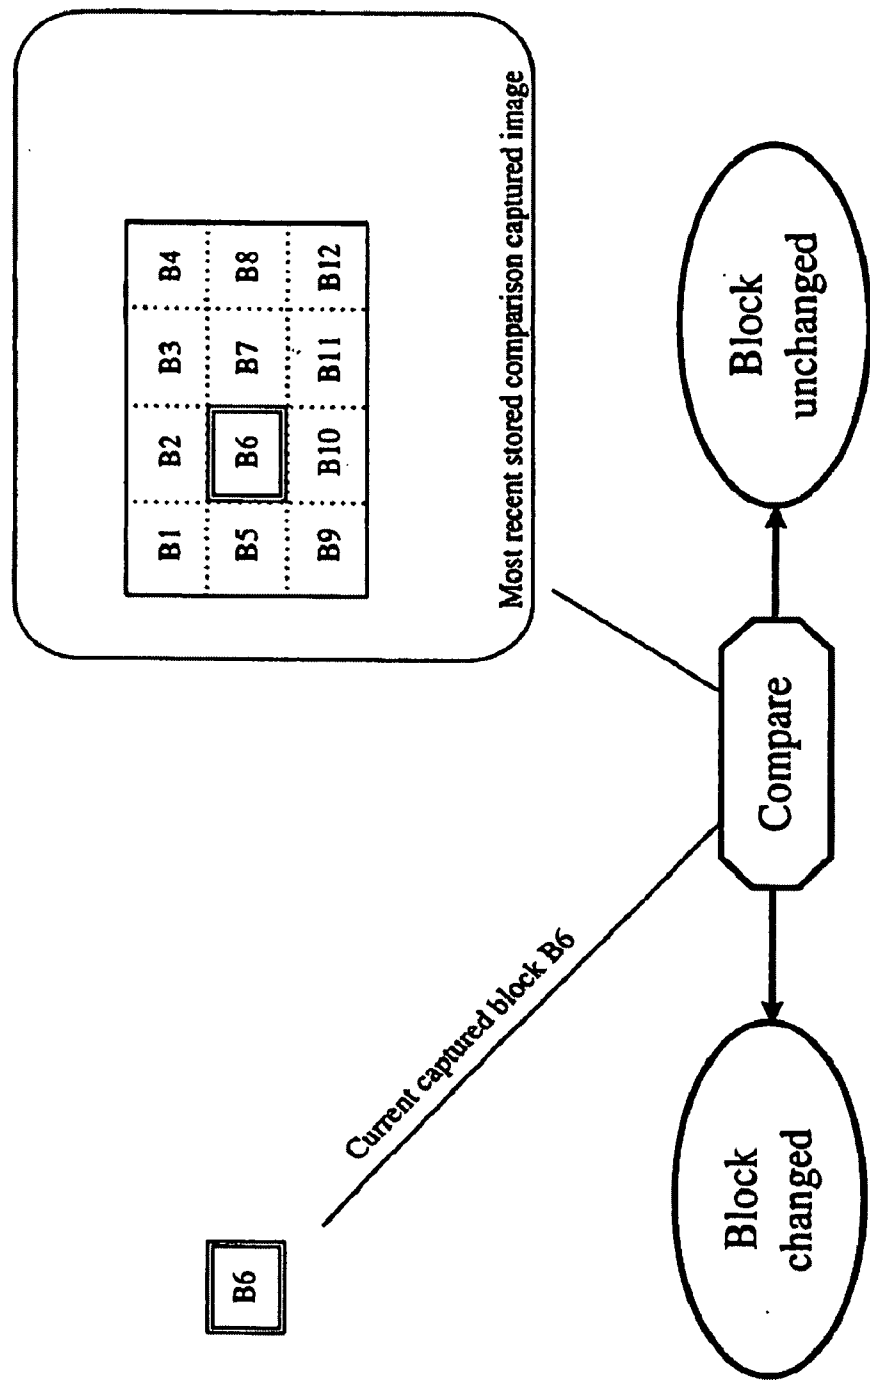 B1 B2 B3 B4
B5 B6 B7 B8
B9 B10 B11 B12
Most recent stored comparison captured image
B6
Current captured block B6
Compare
Block
changed
Block
unchanged